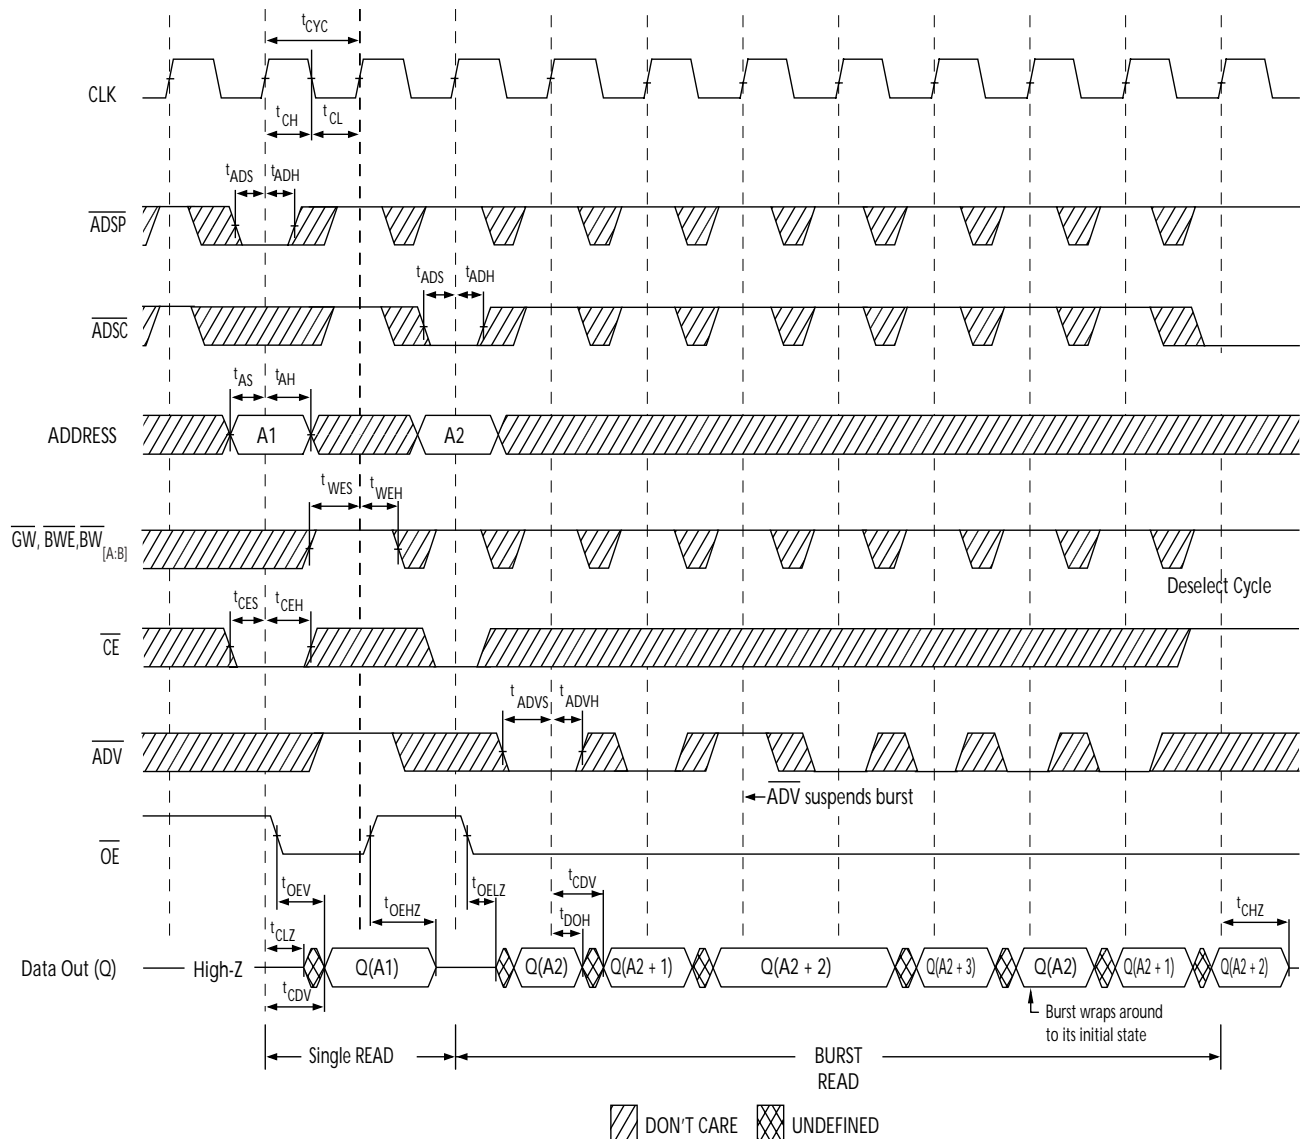 tCYC
CLK
tCH tCL
tADS tADH
ADSP
tADS tADH
ADSC
tAS tAH
ADDRESS A1 A2
tWES tWEH
GW, BWE,BW[A:B]
Deselect Cycle
tCES tCEH
CE
tADVS tADVH
ADV
ADV suspends burst
OE
tOEV tOEHZ tOELZ tCDV
tCLZ tDOH tCHZ
Data Out (Q) High-Z Q(A1) Q(A2) Q(A2 + 1) Q(A2 + 2) Q(A2 + 3) Q(A2) Q(A2 + 1) Q(A2 + 2)
tCDV
Burst wraps around
to its initial state
Single READ BURST
READ
DON'T CARE UNDEFINED